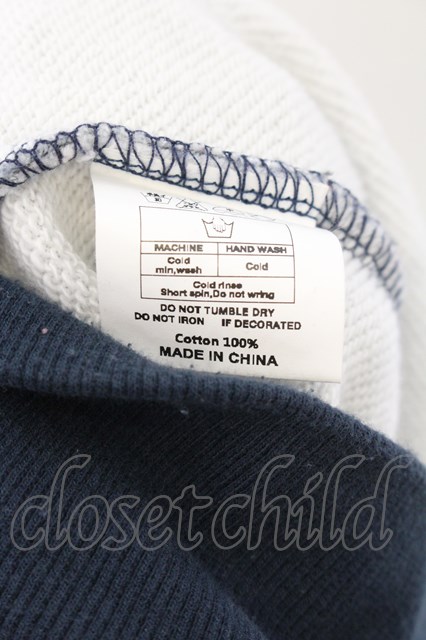 MACHINE HAND WASH
Cold min,wash Cold
Cold rinse
Short spin,Do not wring
DO NOT TUMBLE DRY
DO NOT IRON IF DECORATED
Cotton 100%
MADE IN CHINA
closetchild